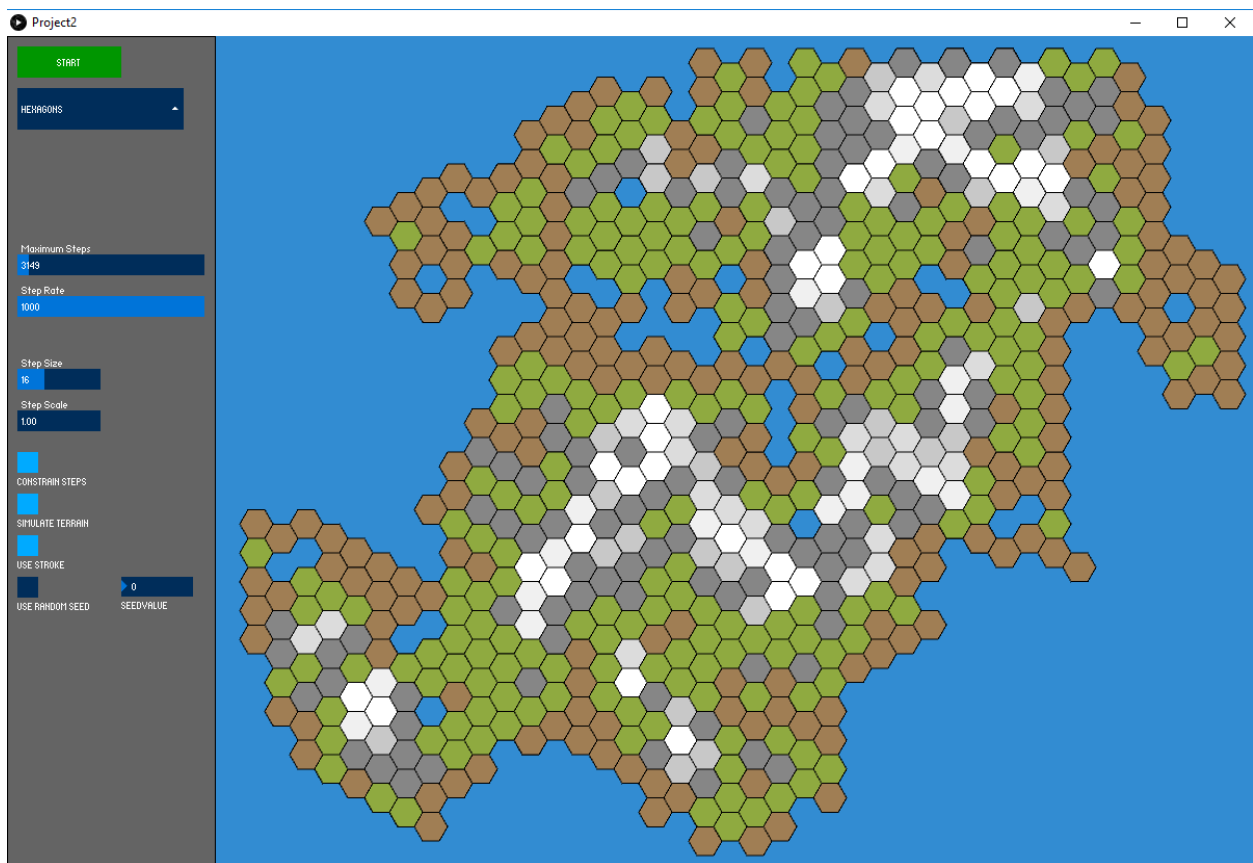 Project2
START
HEXAGONS
Maximum Steps
3149
Step Rate
1000
Step Size
16
Step Scale
1.00
CONSTRAIN STEPS
SIMULATE TERRAIN
USE STROKE
0
USE RANDOM SEED
SEEDVALUE